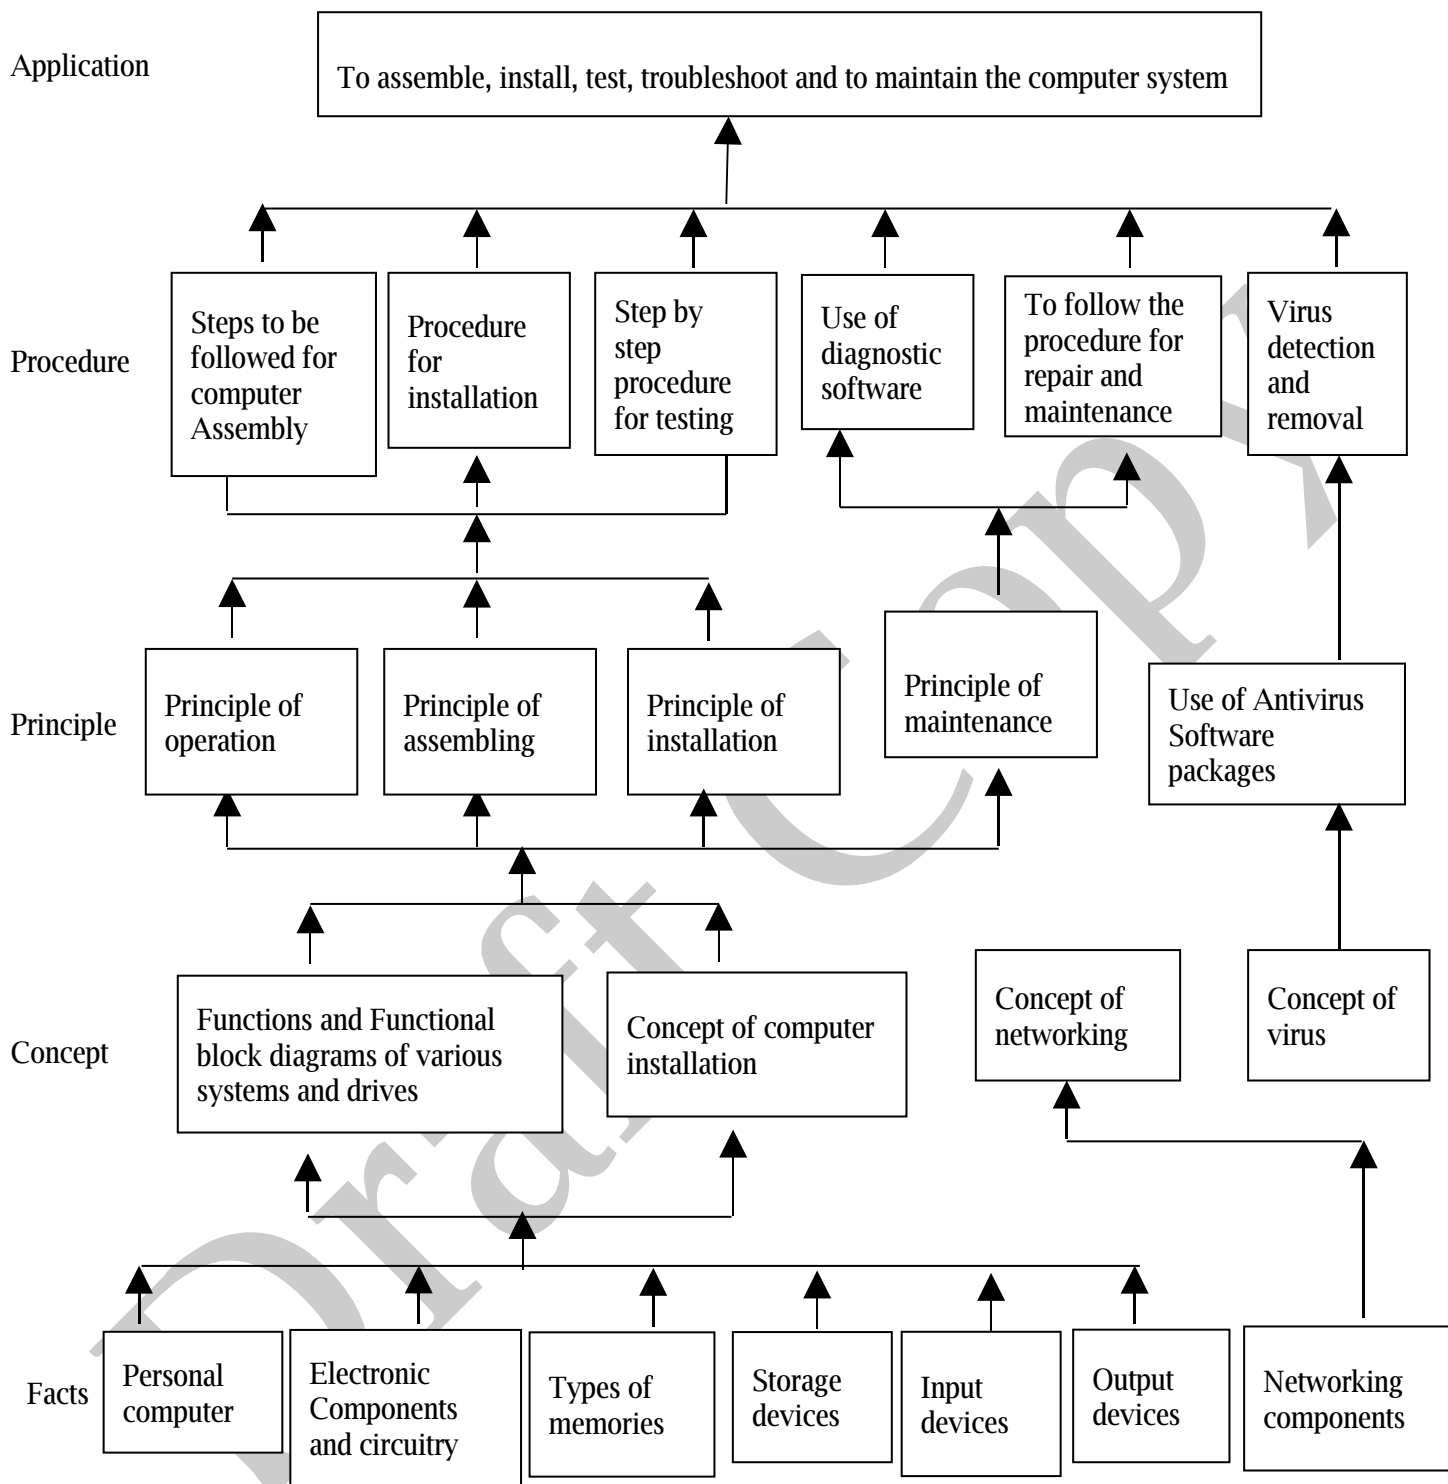 Application
To assemble, install, test, troubleshoot and to maintain the computer system
Procedure
Steps to be
followed for
computer
Assembly
Procedure
for
installation
Step by
step
procedure
for testing
Use of
diagnostic
software
To follow the
procedure for
repair and
maintenance
Virus
detection
and
removal
Principle
Principle of
operation
Principle of
assembling
Principle of
installation
Principle of
maintenance
Use of Antivirus
Software
packages
Concept
Functions and Functional
block diagrams of various
systems and drives
Concept of computer
installation
Concept of
networking
Concept of
virus
Facts
Personal
computer
Electronic
Components
and circuitry
Types of
memories
Storage
devices
Input
devices
Output
devices
Networking
components
Draft Copy